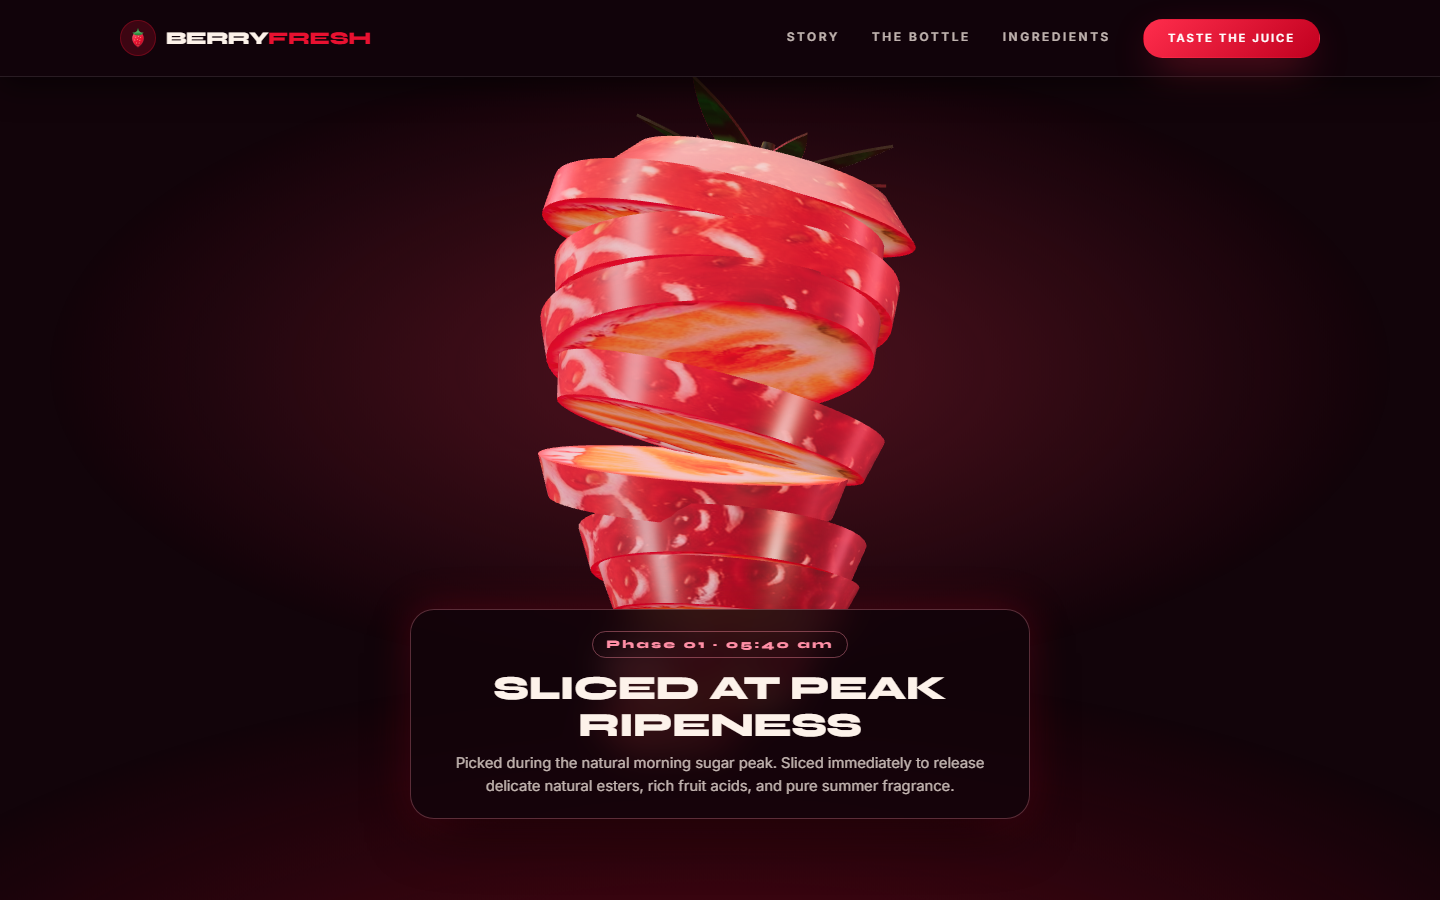 BERRYFRESH
STORY
THE BOTTLE
INGREDIENTS
TASTE THE JUICE
Phase 01 · 05:40 am
SLICED AT PEAK
RIPENESS
Picked during the natural morning sugar peak. Sliced immediately to release
delicate natural esters, rich fruit acids, and pure summer fragrance.